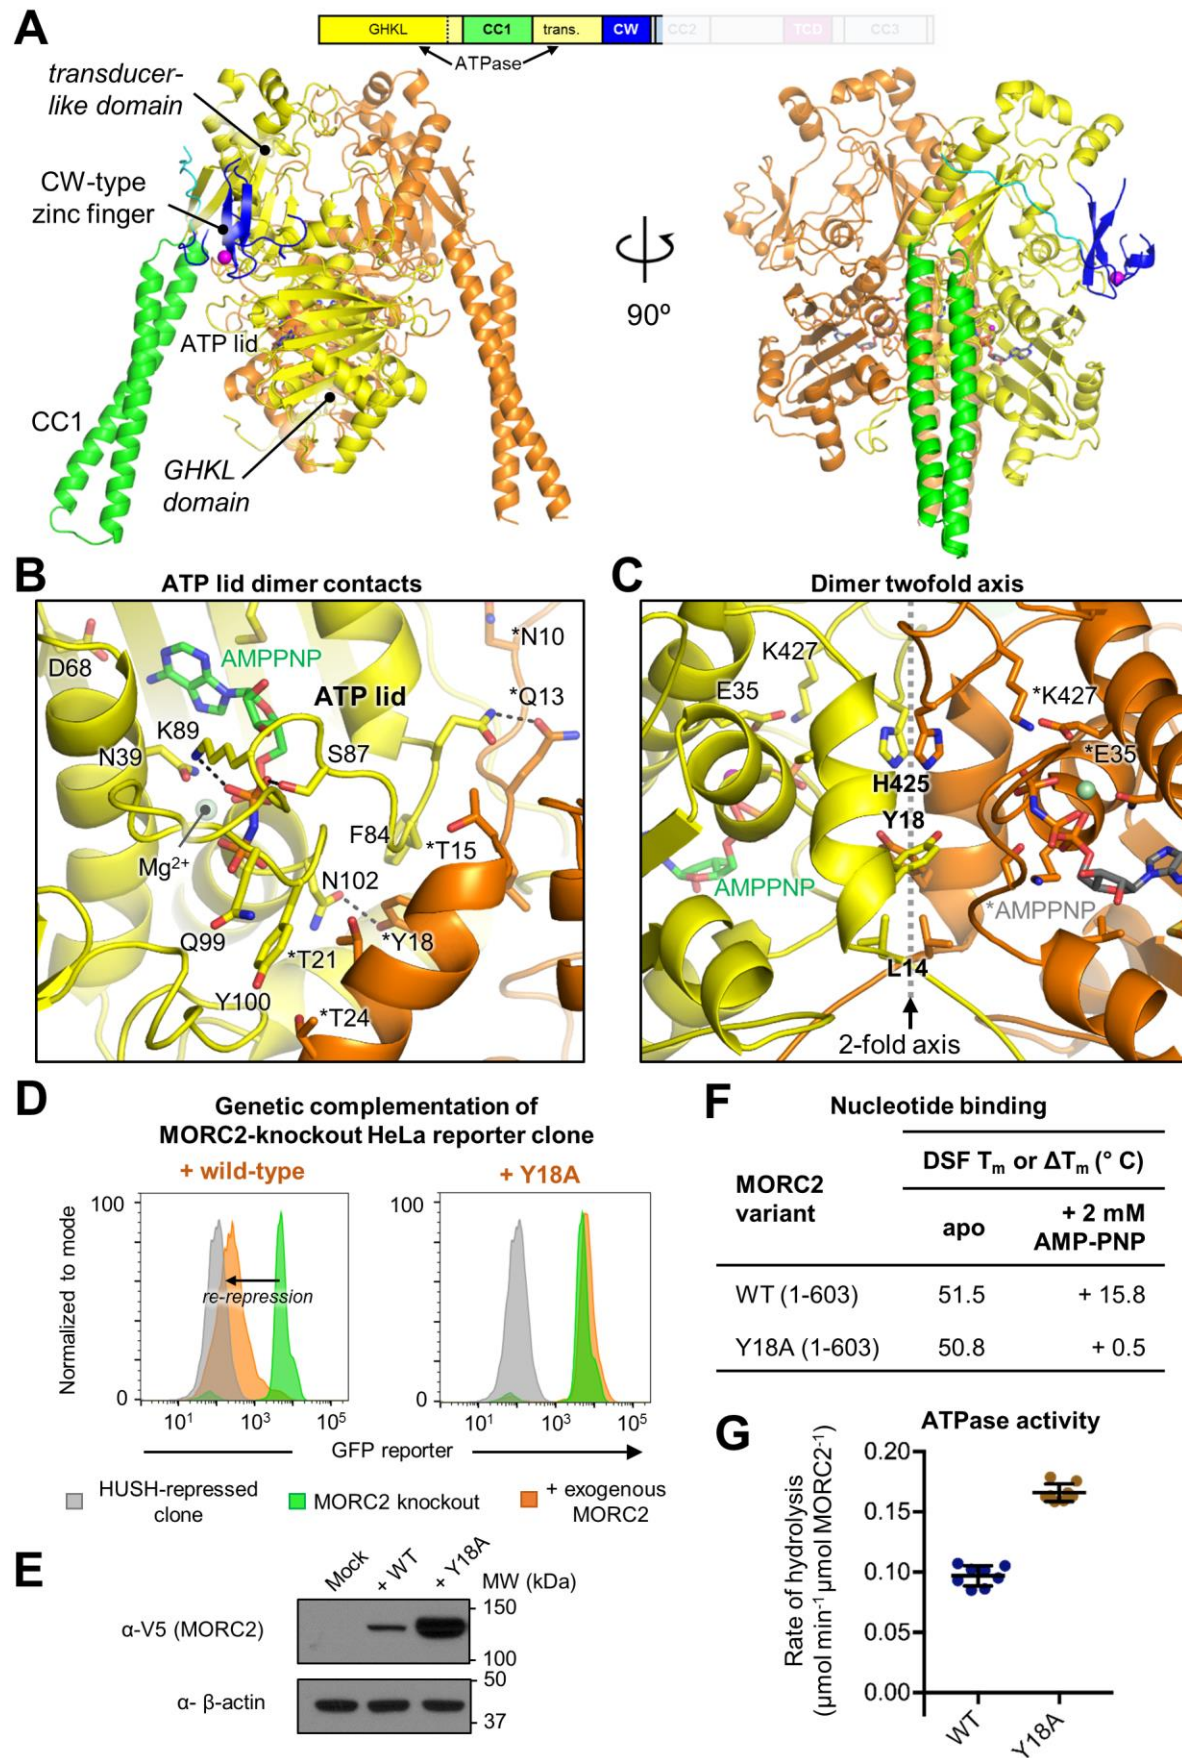 A
GHKL
CC1
trans.
CW
CC2
TCD
CC3
ATPase
transducer-
like domain
CW-type
zinc finger
ATP lid
CC1
GHKL
domain
90º
B
ATP lid dimer contacts
D68
AMPPNP
ATP lid
*N10
*Q13
K89
N39
S87
Mg2+
F84
*T15
N102
Q99
*Y18
*T21
Y100
*T24
C
Dimer twofold axis
K427
E35
*K427
*E35
H425
Y18
AMPPNP
*AMPPNP
L14
2-fold axis
D
Genetic complementation of
MORC2-knockout HeLa reporter clone
+ wild-type
+ Y18A
Normalized to mode
100
0
re-repression
10¹ 10³ 10⁵
100
0
10¹ 10³ 10⁵
GFP reporter
HUSH-repressed
clone
MORC2 knockout
+ exogenous
MORC2
E
Mock
+ WT
+ Y18A
MW (kDa)
α-V5 (MORC2)
150
100
50
α- β-actin
37
F
Nucleotide binding
DSF Tm or ΔTm (° C)
MORC2
variant
apo
+ 2 mM
AMP-PNP
WT (1-603) 51.5 + 15.8
Y18A (1-603) 50.8 + 0.5
G
ATPase activity
Rate of hydrolysis
(µmol min⁻¹ µmol MORC2⁻¹)
0.20
0.15
0.10
0.05
0.00
WT
Y18A